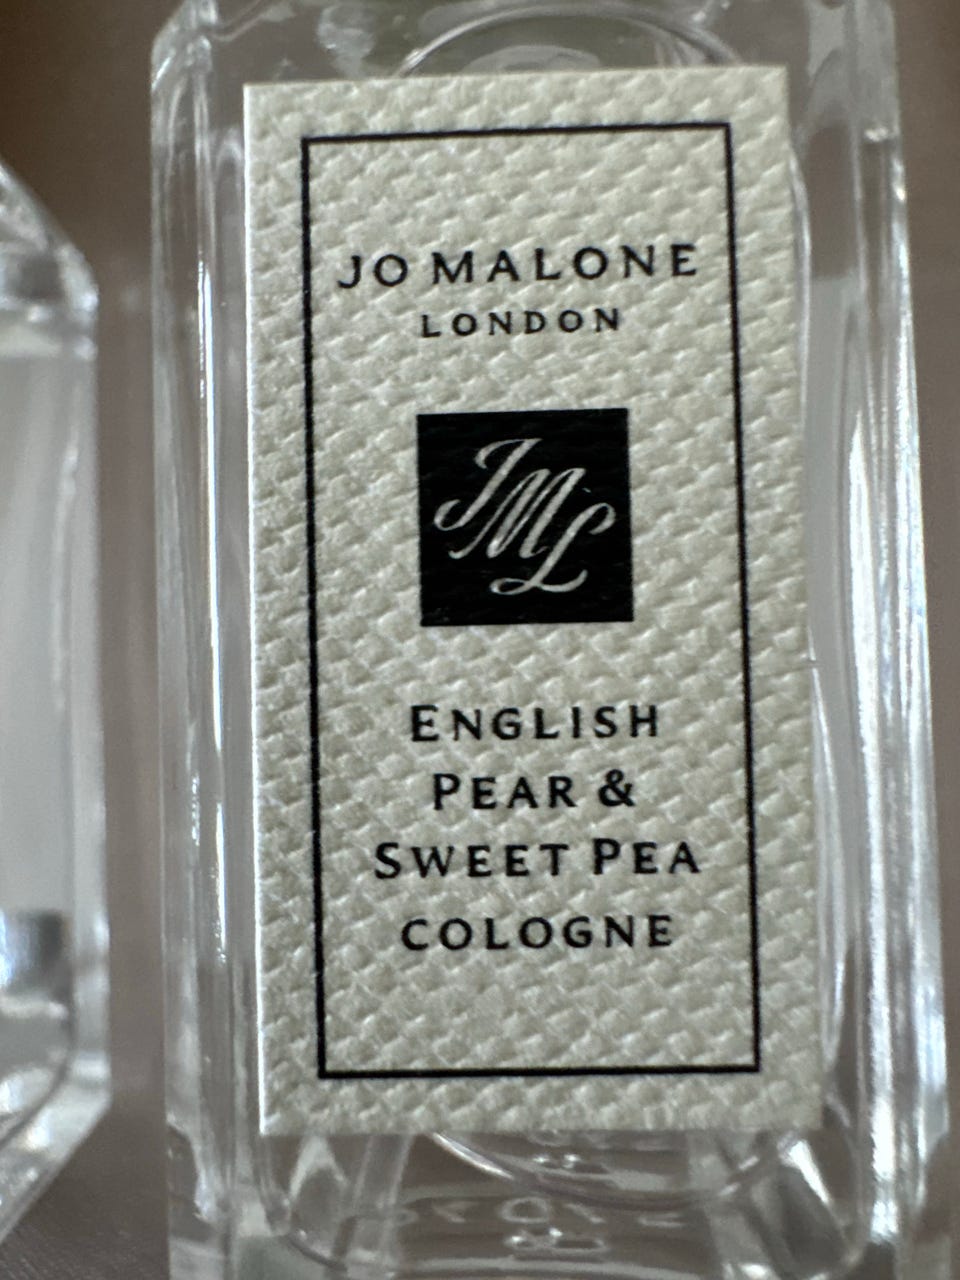 JO MALONE
LONDON
JML
ENGLISH
PEAR &
SWEET PEA
COLOGNE